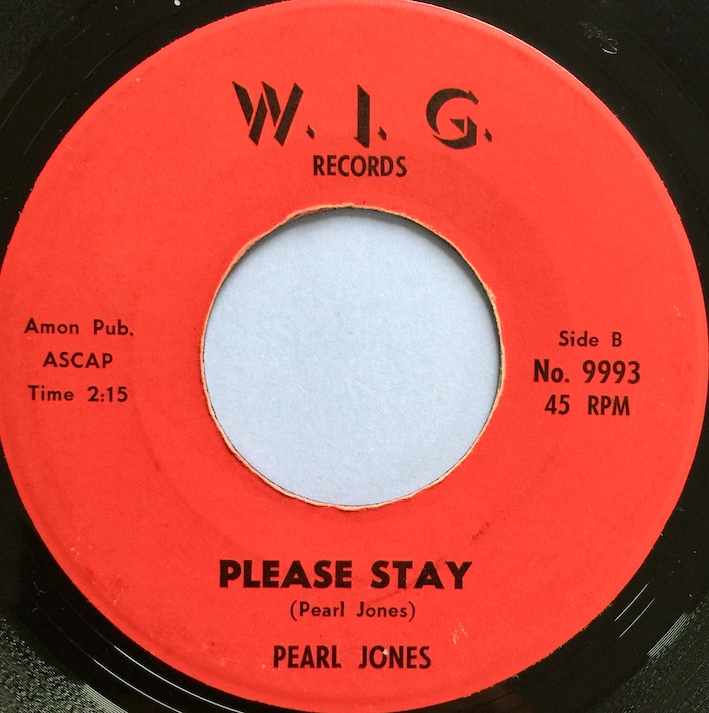 W. I. G.
RECORDS
Amon Pub.
ASCAP
Time 2:15
Side B
No. 9993
45 RPM
PLEASE STAY
(Pearl Jones)
PEARL JONES